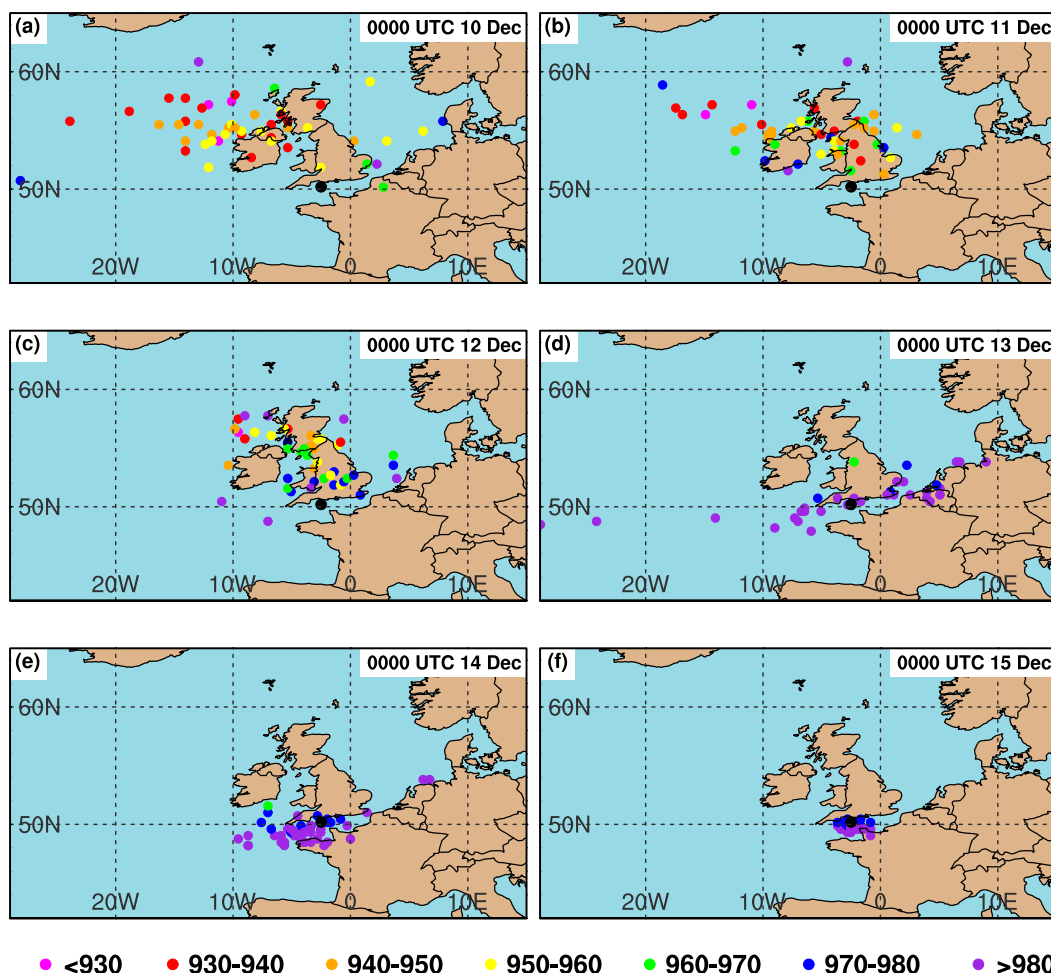 (a) 0000 UTC 10 Dec
60N
50N
20W 10W 0 10E
(b) 0000 UTC 11 Dec
60N
50N
20W 10W 0 10E
(c) 0000 UTC 12 Dec
60N
50N
20W 10W 0 10E
(d) 0000 UTC 13 Dec
60N
50N
20W 10W 0 10E
(e) 0000 UTC 14 Dec
60N
50N
20W 10W 0 10E
(f) 0000 UTC 15 Dec
60N
50N
20W 10W 0 10E
<930 930-940 940-950 950-960 960-970 970-980 >980